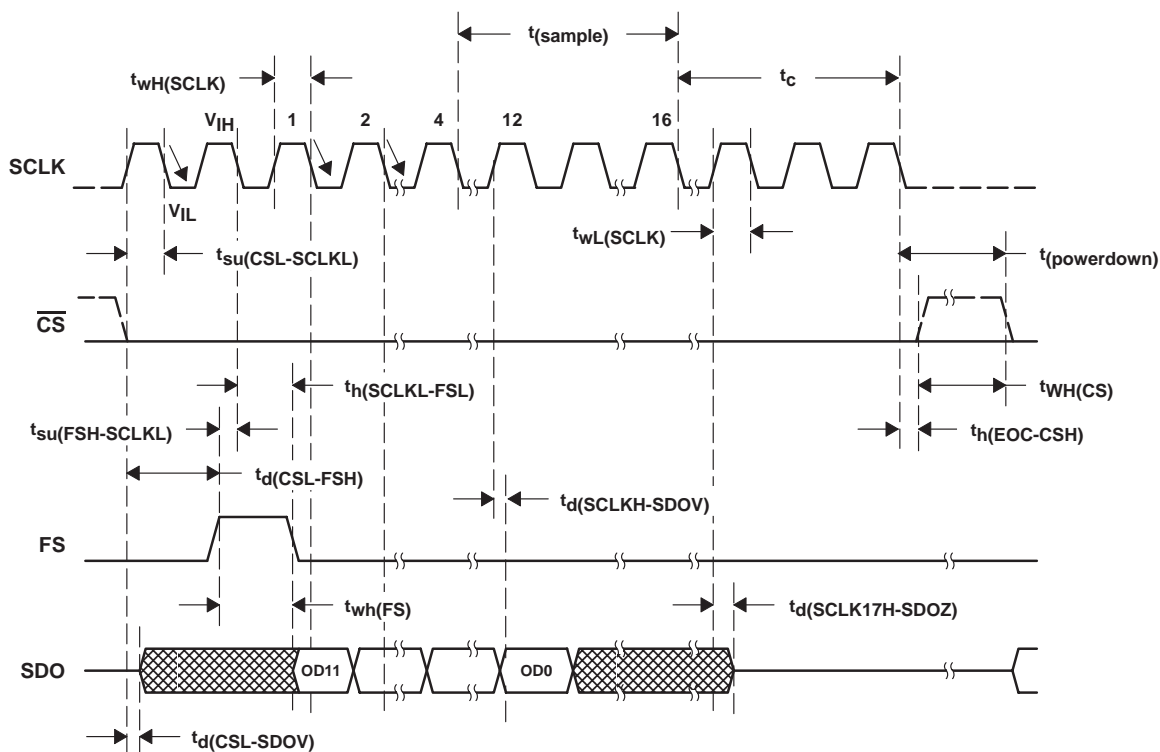 t(sample)
twH(SCLK)
tc
VIH
1
2
4
12
16
SCLK
VIL
twL(SCLK)
tsu(CSL-SCLKL)
t(powerdown)
CS
th(SCLKL-FSL)
tWH(CS)
tsu(FSH-SCLKL)
th(EOC-CSH)
td(CSL-FSH)
td(SCLKH-SDOV)
FS
twh(FS)
td(SCLK17H-SDOZ)
SDO
OD11
OD0
td(CSL-SDOV)